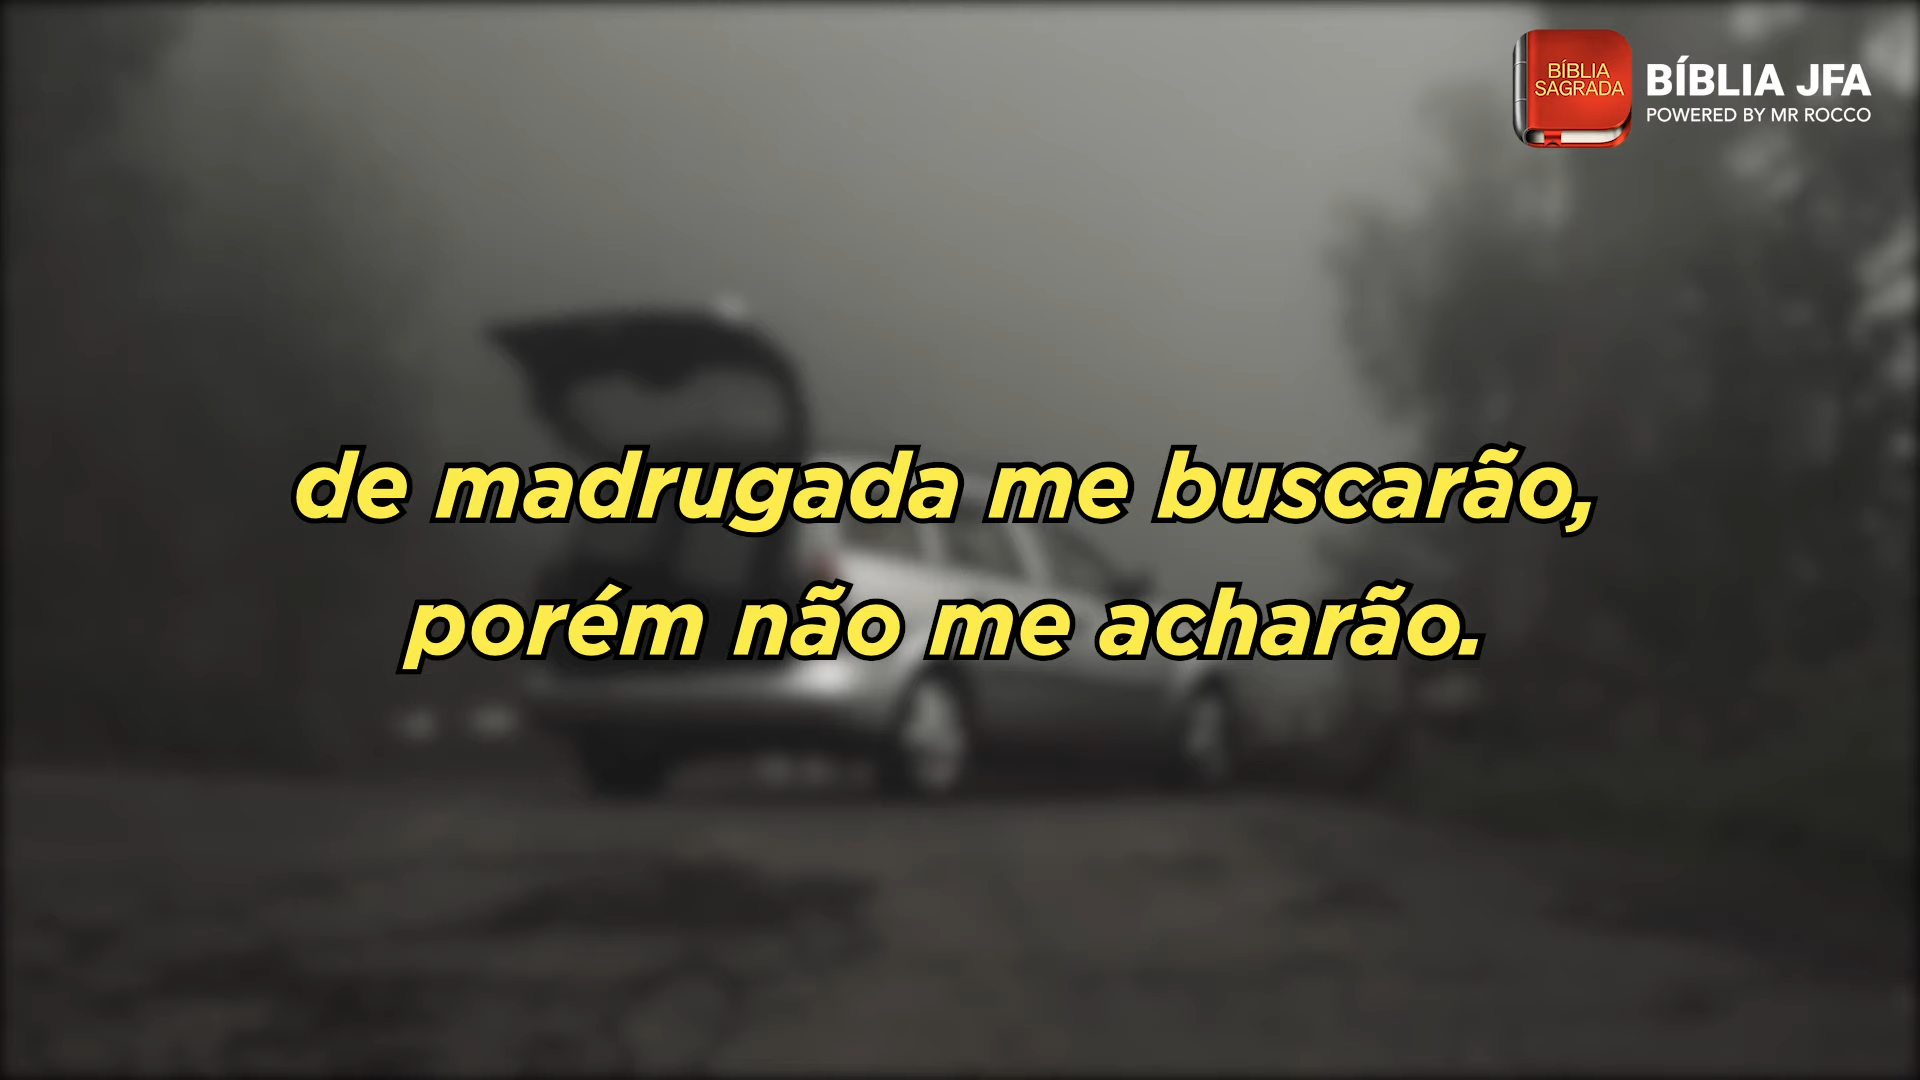 BÍBLIA
SAGRADA
BÍBLIA JFA
POWERED BY MR ROCCO
de madrugada me buscarão,
porém não me acharão.